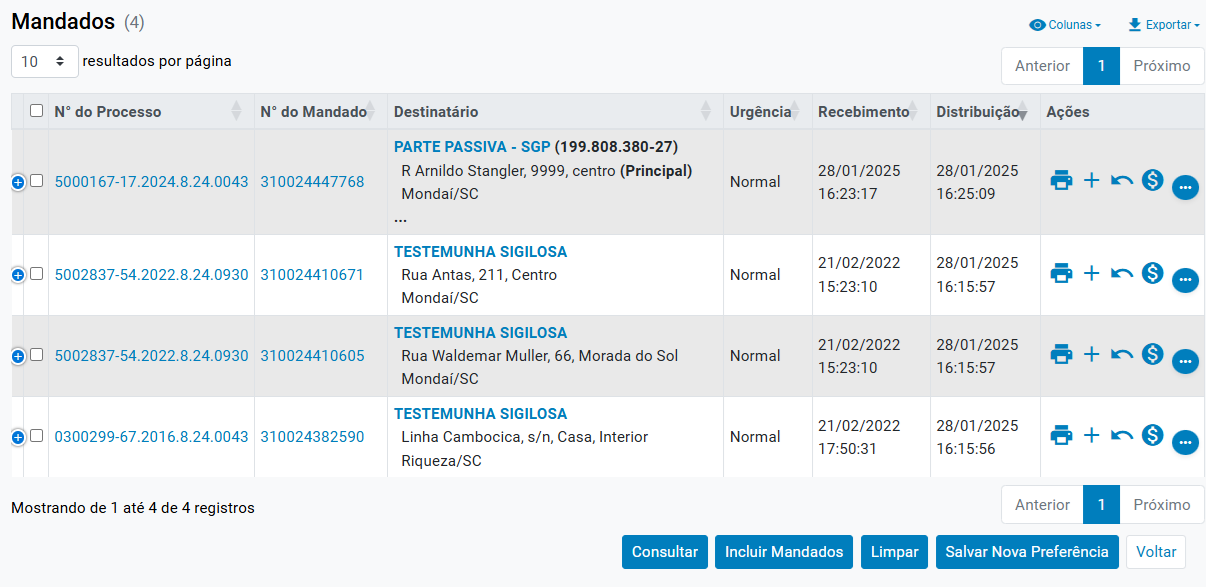 Mandados (4)
Colunas
Exportar
10 resultados por página
Anterior 1 Próximo
N° do Processo N° do Mandado Destinatário Urgência Recebimento Distribuição Ações
PARTE PASSIVA - SGP (199.808.380-27)
R Arnildo Stangler, 9999, centro (Principal)
Mondaí/SC
...
5000167-17.2024.8.24.0043 310024447768 Normal
28/01/2025
16:23:17
28/01/2025
16:25:09
TESTEMUNHA SIGILOSA
Rua Antas, 211, Centro
Mondaí/SC
5002837-54.2022.8.24.0930 310024410671 Normal
21/02/2022
15:23:10
28/01/2025
16:15:57
TESTEMUNHA SIGILOSA
Rua Waldemar Muller, 66, Morada do Sol
Mondaí/SC
5002837-54.2022.8.24.0930 310024410605 Normal
21/02/2022
15:23:10
28/01/2025
16:15:57
TESTEMUNHA SIGILOSA
Linha Cambocica, s/n, Casa, Interior
Riqueza/SC
0300299-67.2016.8.24.0043 310024382590 Normal
21/02/2022
17:50:31
28/01/2025
16:15:56
Mostrando de 1 até 4 de 4 registros
Anterior 1 Próximo
Consultar Incluir Mandados Limpar Salvar Nova Preferência Voltar